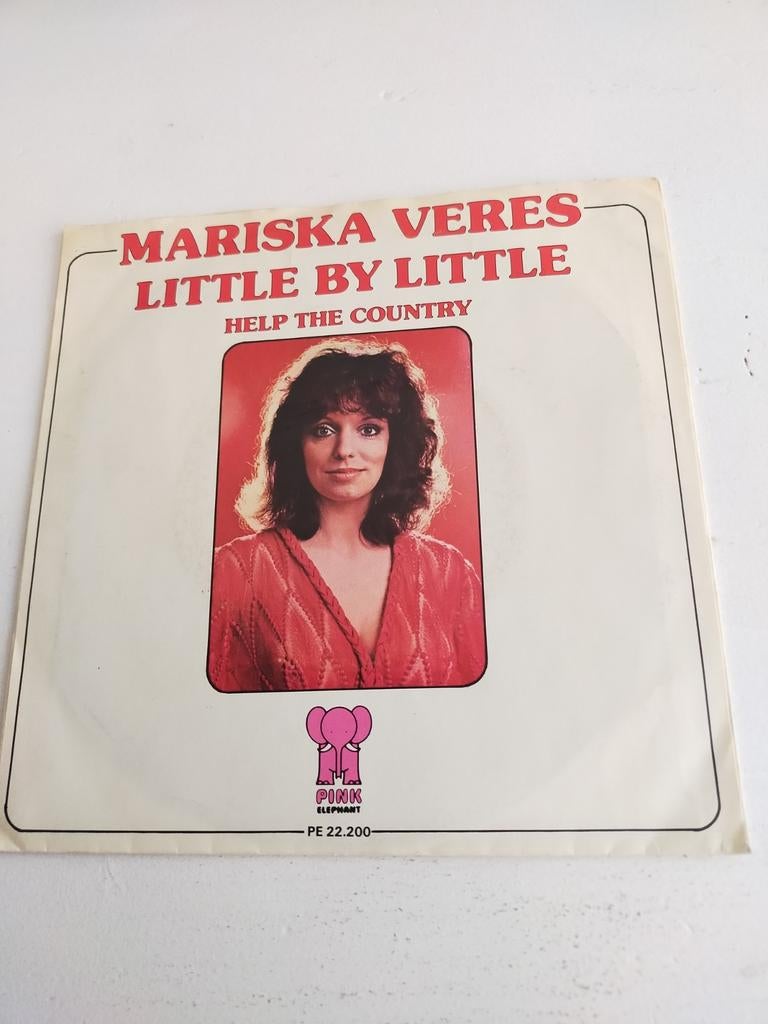 MARISKA VERES
LITTLE BY LITTLE
HELP THE COUNTRY
PINK
ELEPHANT
PE 22.200